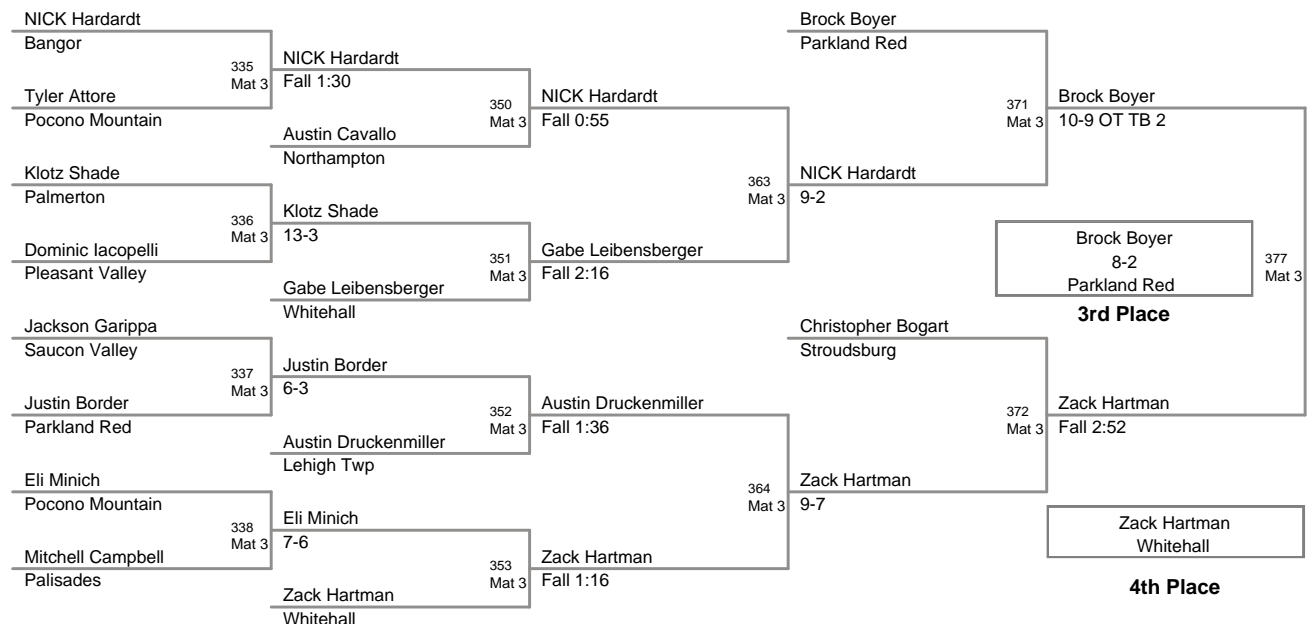 NICK Hardardt
Bangor
335
Mat 3
Tyler Attore
Pocono Mountain
Klotz Shade
Palmerton
336
Mat 3
Dominic Iacopelli
Pleasant Valley
Jackson Garippa
Saucon Valley
337
Mat 3
Justin Border
Parkland Red
Eli Minich
Pocono Mountain
338
Mat 3
Mitchell Campbell
Palisades
NICK Hardardt
Fall 1:30
350
Mat 3
Austin Cavallo
Northampton
Klotz Shade
13-3
351
Mat 3
Gabe Leibensberger
Whitehall
Justin Border
6-3
352
Mat 3
Austin Druckenmiller
Lehigh Twp
Eli Minich
7-6
353
Mat 3
Zack Hartman
Whitehall
NICK Hardardt
Fall 0:55
363
Mat 3
Gabe Leibensberger
Fall 2:16
Austin Druckenmiller
Fall 1:36
364
Mat 3
Zack Hartman
Fall 1:16
Brock Boyer
Parkland Red
371
Mat 3
NICK Hardardt
9-2
Christopher Bogart
Stroudsburg
372
Mat 3
Zack Hartman
9-7
Brock Boyer
10-9 OT TB 2
Brock Boyer
8-2
Parkland Red
3rd Place
377
Mat 3
Zack Hartman
Fall 2:52
Zack Hartman
Whitehall
4th Place